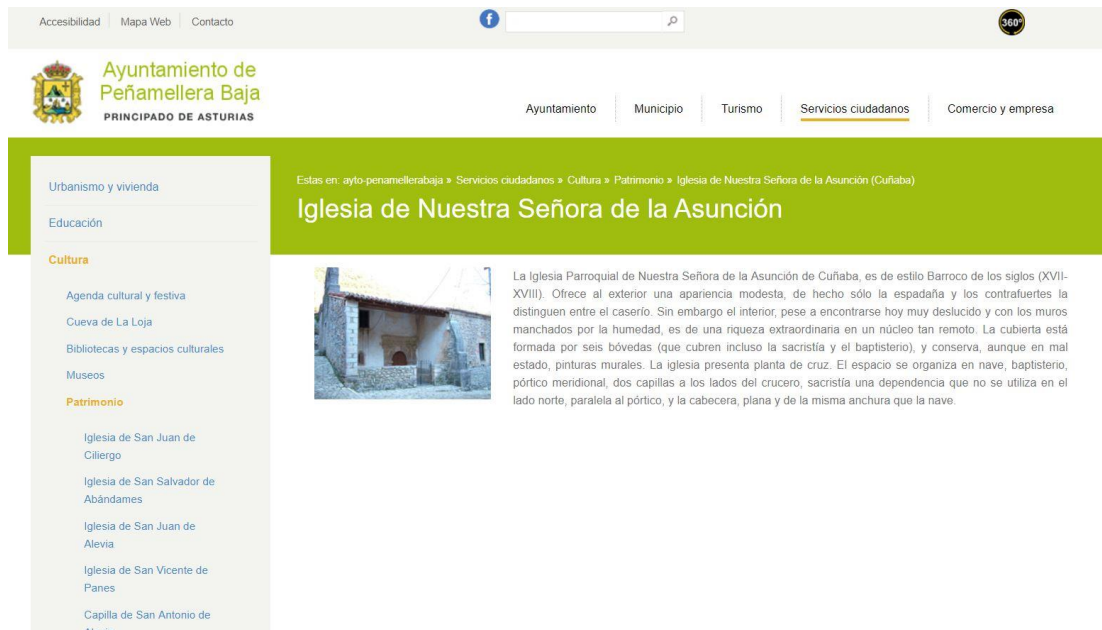 Accesibilidad Mapa Web Contacto
f
360º
Ayuntamiento de
Peñamellera Baja
PRINCIPADO DE ASTURIAS
Ayuntamiento Municipio Turismo Servicios ciudadanos Comercio y empresa
Urbanismo y vivienda
Educación
Cultura
Agenda cultural y festiva
Cueva de La Loja
Bibliotecas y espacios culturales
Museos
Patrimonio
Iglesia de San Juan de
Ciliergo
Iglesia de San Salvador de
Abándames
Iglesia de San Juan de
Alevia
Iglesia de San Vicente de
Panes
Capilla de San Antonio de
Estas en: ayto-penamellerabaja » Servicios ciudadanos » Cultura » Patrimonio » Iglesia de Nuestra Señora de la Asunción (Cuñaba)
Iglesia de Nuestra Señora de la Asunción
La Iglesia Parroquial de Nuestra Señora de la Asunción de Cuñaba, es de estilo Barroco de los siglos (XVII-
XVIII). Ofrece al exterior una apariencia modesta, de hecho sólo la espadaña y los contrafuertes la
distinguen entre el caserío. Sin embargo el interior, pese a encontrarse hoy muy deslucido y con los muros
manchados por la humedad, es de una riqueza extraordinaria en un núcleo tan remoto. La cubierta está
formada por seis bóvedas (que cubren incluso la sacristía y el baptisterio), y conserva, aunque en mal
estado, pinturas murales. La iglesia presenta planta de cruz. El espacio se organiza en nave, baptisterio,
pórtico meridional, dos capillas a los lados del crucero, sacristía una dependencia que no se utiliza en el
lado norte, paralela al pórtico, y la cabecera, plana y de la misma anchura que la nave.